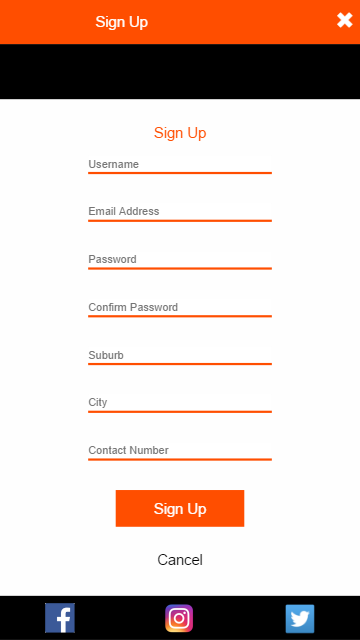 Sign Up
Sign Up
Username
Email Address
Password
Confirm Password
Suburb
City
Contact Number
Sign Up
Cancel